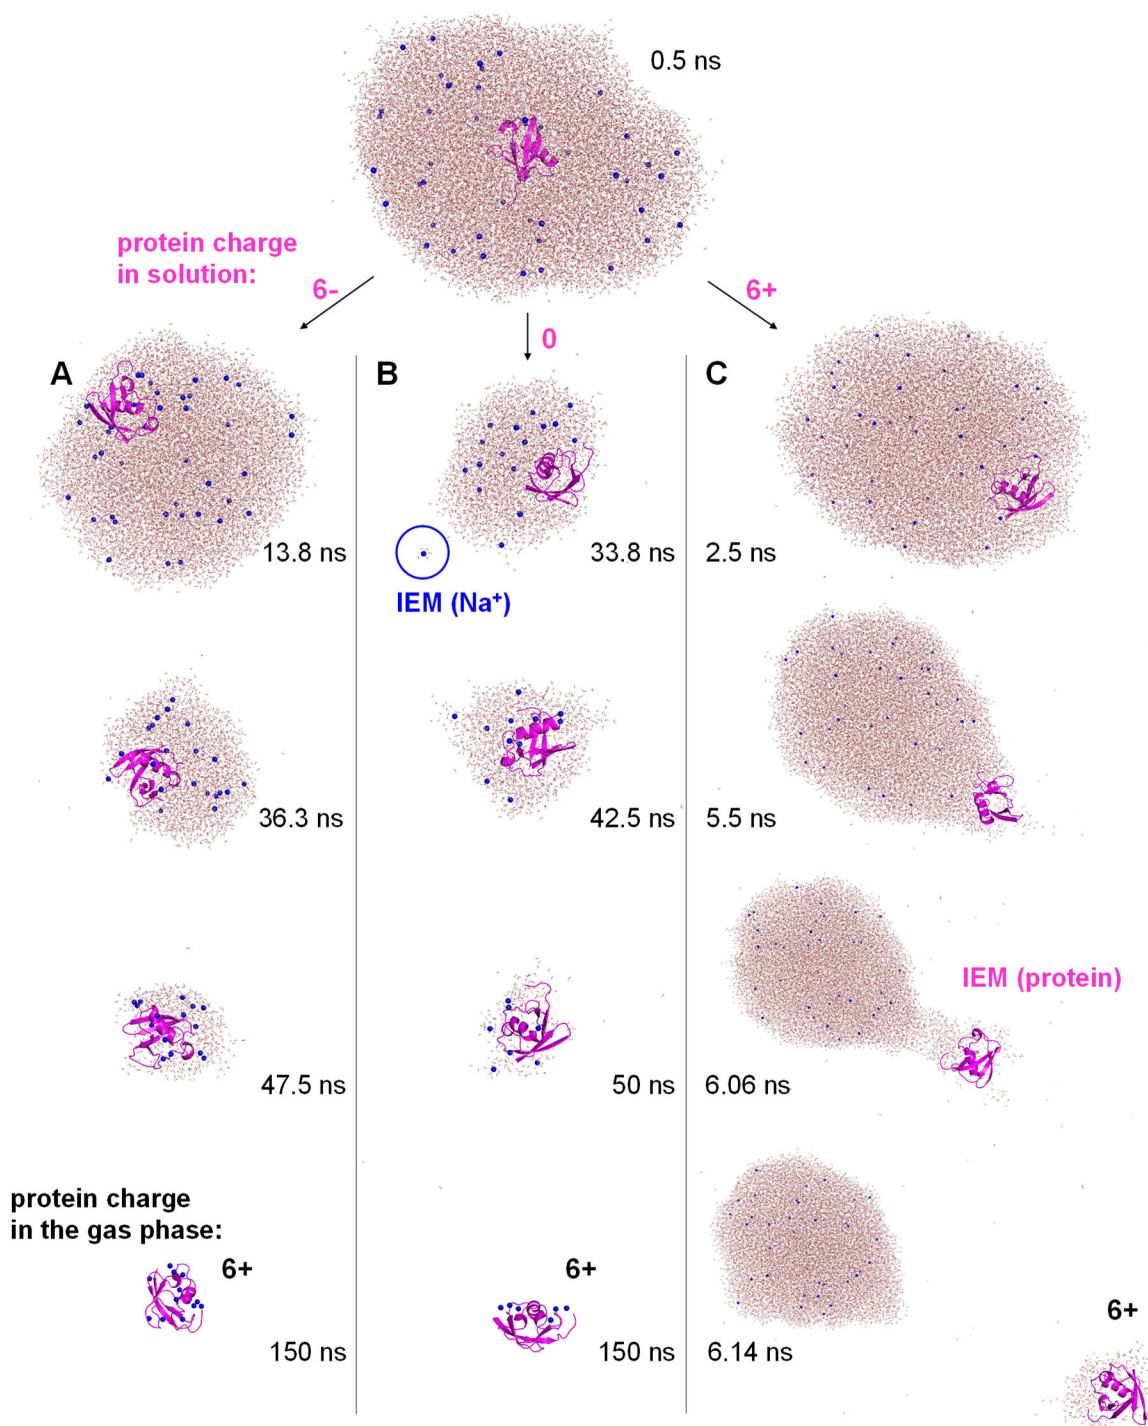 0.5 ns
protein charge
in solution:
6-
0
6+
A
B
C
13.8 ns
33.8 ns
2.5 ns
IEM (Na⁺)
36.3 ns
42.5 ns
5.5 ns
IEM (protein)
47.5 ns
50 ns
6.06 ns
protein charge
in the gas phase:
6+
6+
6+
150 ns
150 ns
6.14 ns